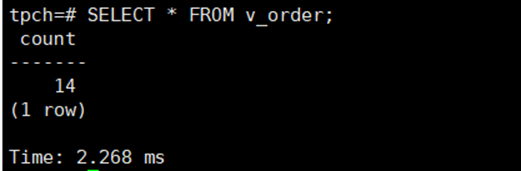 tpch=# SELECT * FROM v_order;
 count
-------
    14
(1 row)

Time: 2.268 ms